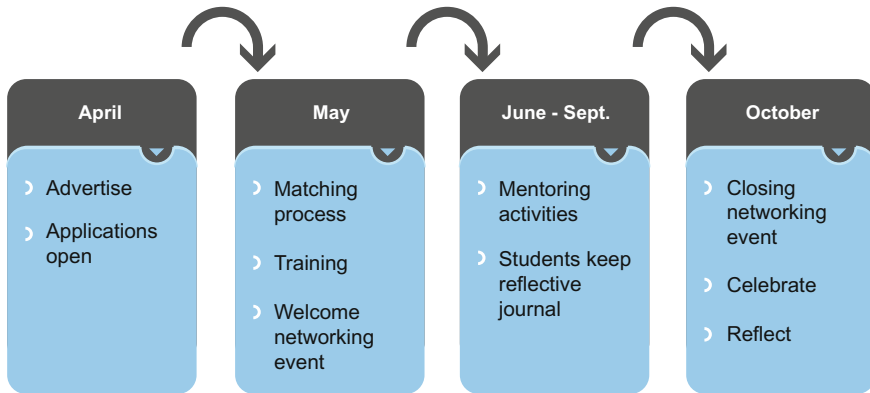 April
Advertise
Applications
open
May
Matching
process
Training
Welcome
networking
event
June - Sept.
Mentoring
activities
Students keep
reflective
journal
October
Closing
networking
event
Celebrate
Reflect